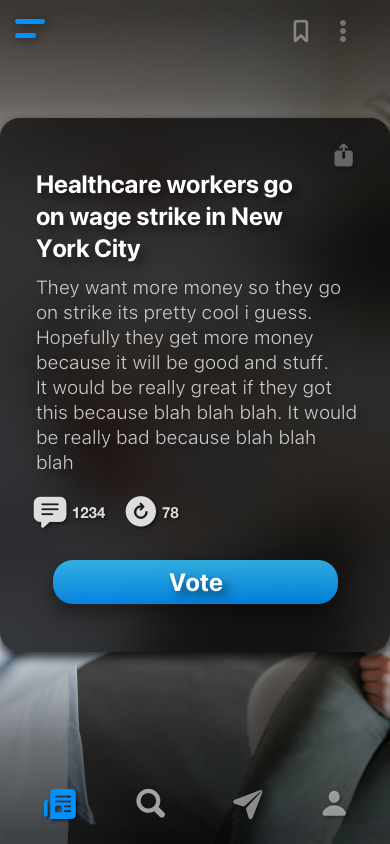 Healthcare workers go
on wage strike in New
York City
They want more money so they go
on strike its pretty cool i guess.
Hopefully they get more money
because it will be good and stuff.
It would be really great if they got
this because blah blah blah. It would
be really bad because blah blah
blah
1234 78
Vote